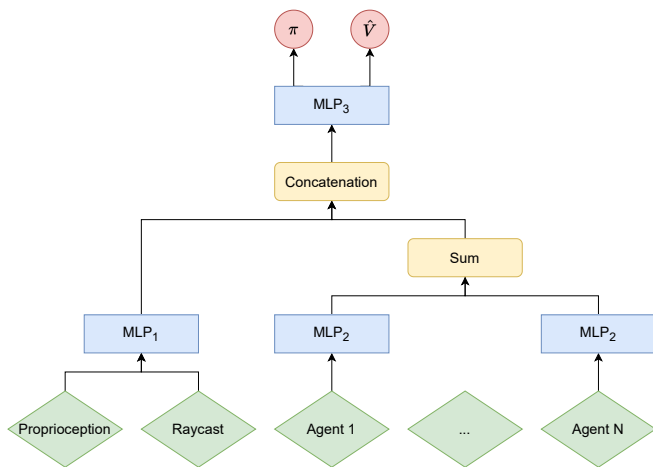 π V̂
MLP₃
Concatenation
Sum
MLP₁ MLP₂ MLP₂
Proprioception Raycast Agent 1 ... Agent N